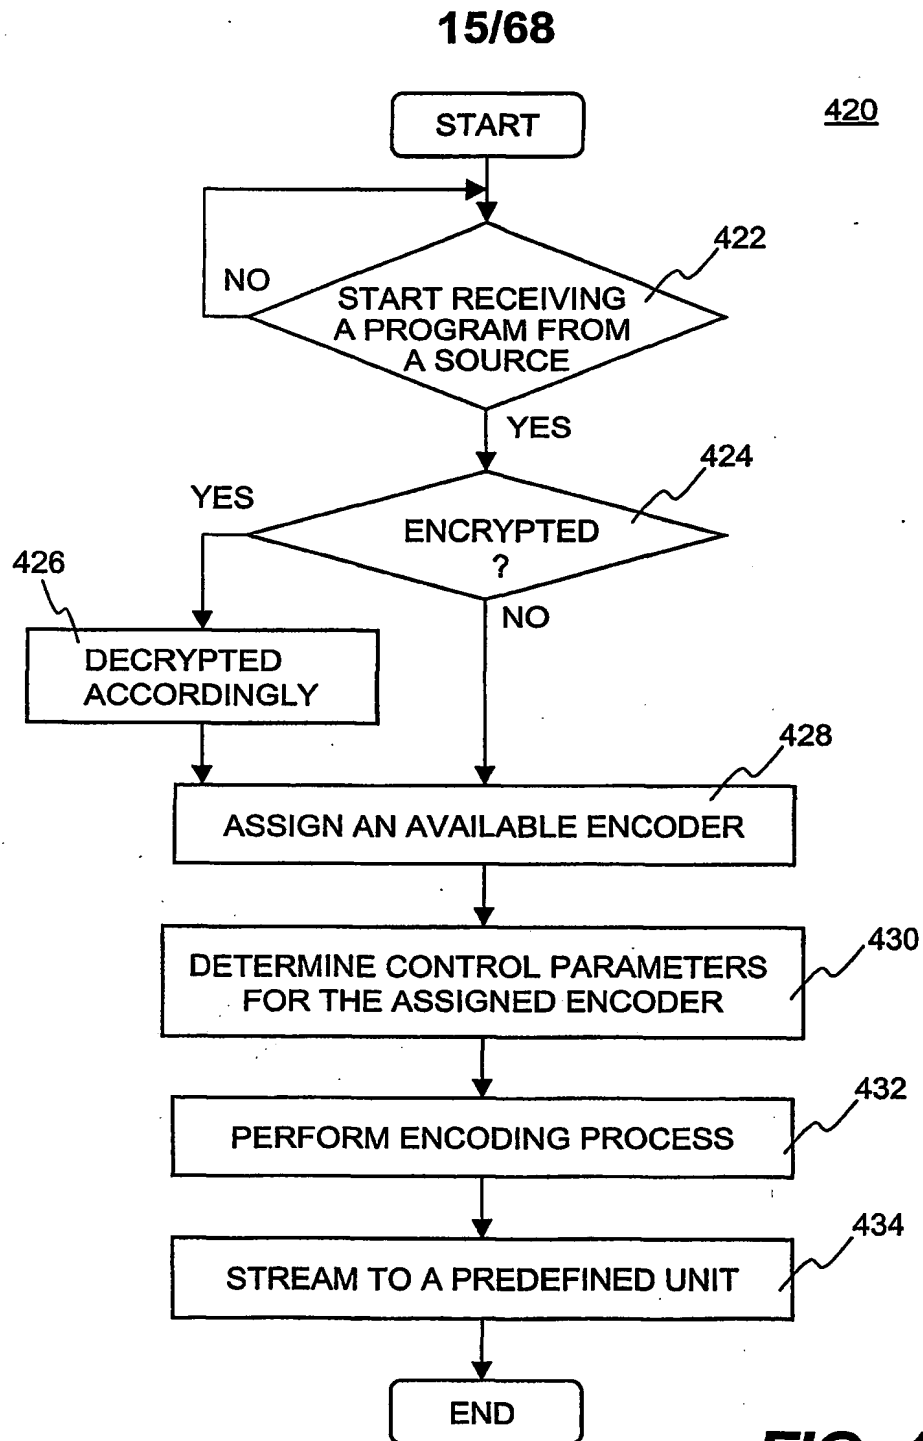 15/68
START
420
422
NO
START RECEIVING
A PROGRAM FROM
A SOURCE
YES
424
YES
ENCRYPTED
?
426
NO
DECRYPTED
ACCORDINGLY
428
ASSIGN AN AVAILABLE ENCODER
430
DETERMINE CONTROL PARAMETERS
FOR THE ASSIGNED ENCODER
432
PERFORM ENCODING PROCESS
434
STREAM TO A PREDEFINED UNIT
END